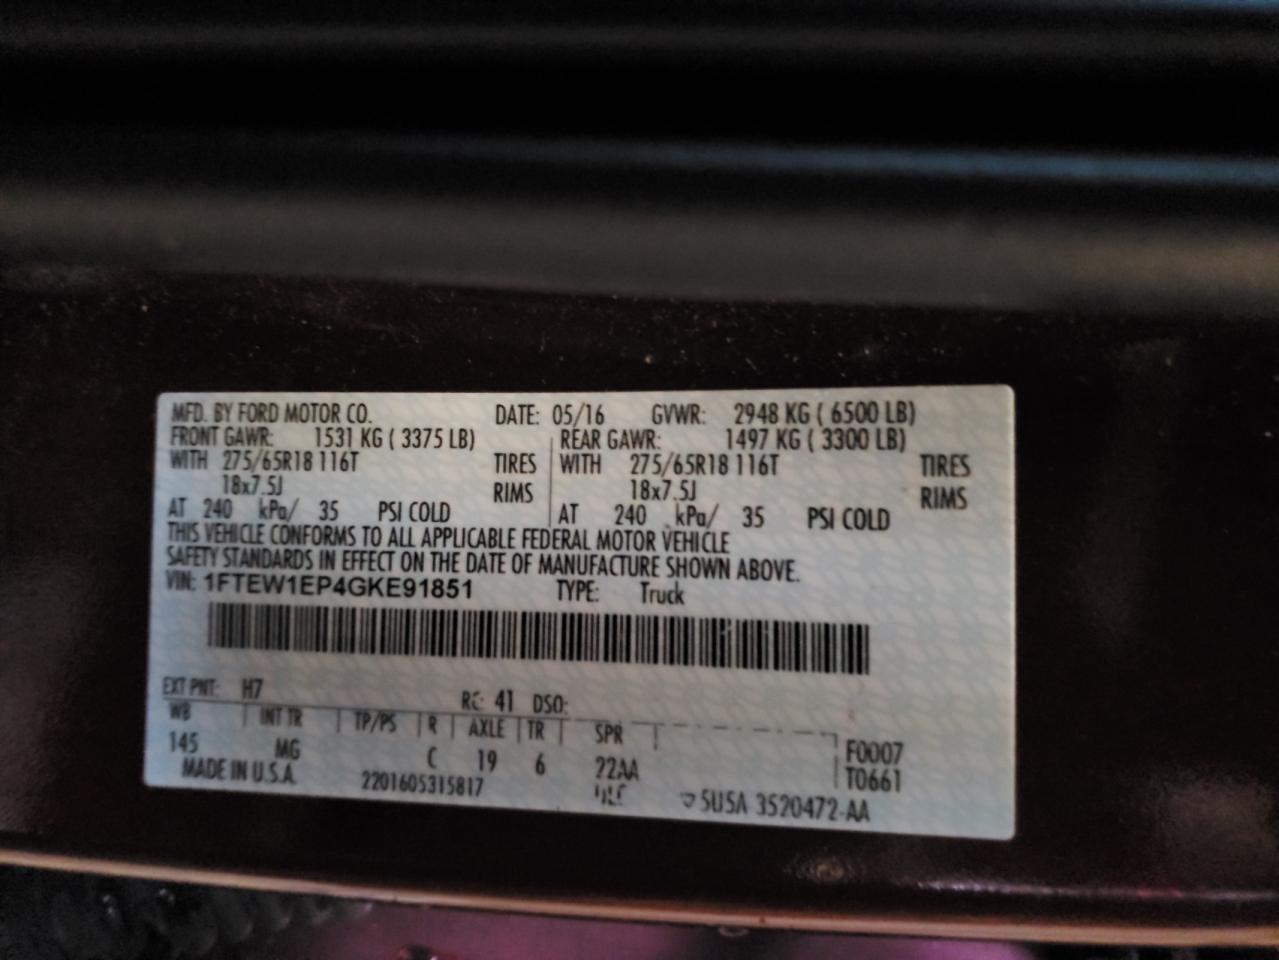 MFD. BY FORD MOTOR CO. DATE: 05/16 GVWR: 2948 KG ( 6500 LB)
FRONT GAWR: 1531 KG ( 3375 LB) REAR GAWR: 1497 KG ( 3300 LB)
WITH 275/65R18 116T TIRES WITH 275/65R18 116T TIRES
18x7.5J RIMS 18x7.5J RIMS
AT 240 kPa/ 35 PSI COLD AT 240 kPa/ 35 PSI COLD
THIS VEHICLE CONFORMS TO ALL APPLICABLE FEDERAL MOTOR VEHICLE
SAFETY STANDARDS IN EFFECT ON THE DATE OF MANUFACTURE SHOWN ABOVE.
VIN: 1FTEW1EP4GKE91851 TYPE: Truck
EXT PNT: H7 RC: 41 DSO:
WB INT TR TP/PS R AXLE TR SPR
145 MG C 19 6 22AA F0007
T0661
MADE IN U.S.A. 2201605315817
5U5A 3520472-AA